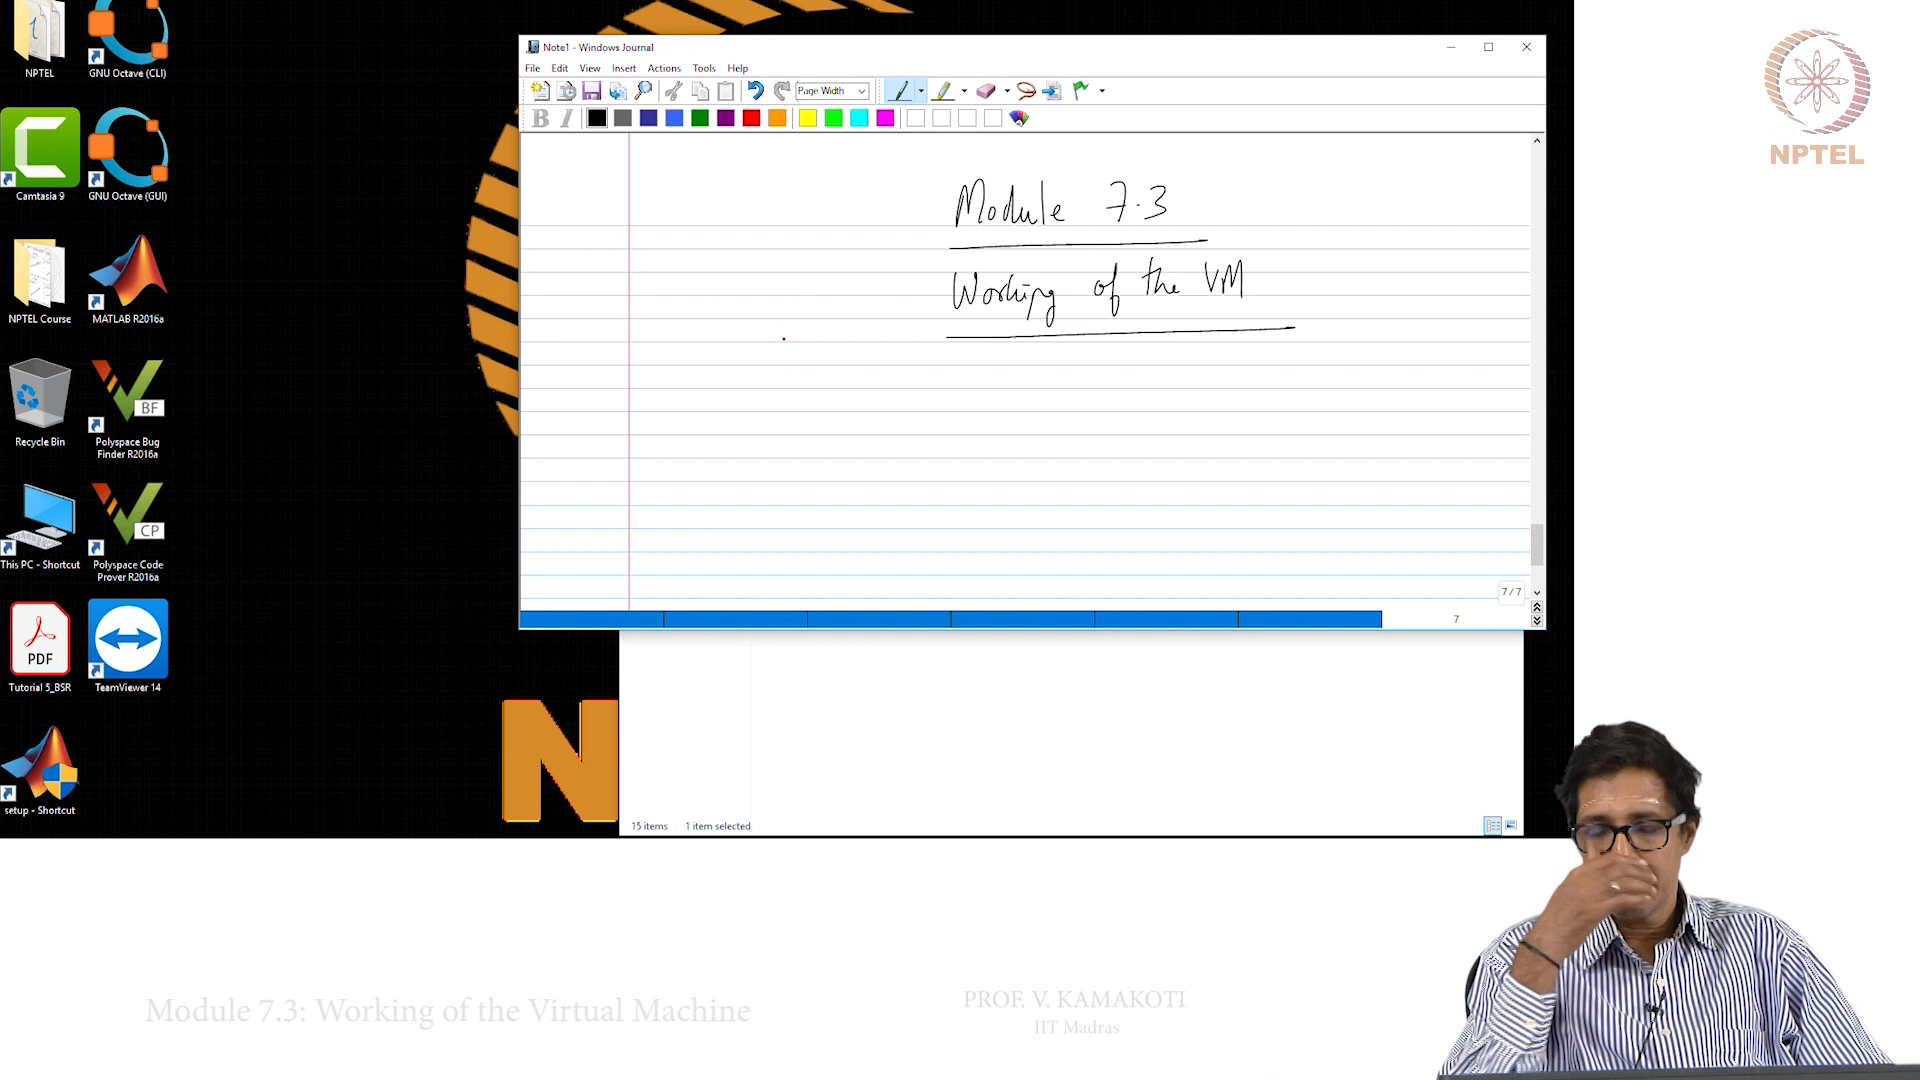 NPTEL
GNU Octave (CLI)
Camtasia 9
GNU Octave (GUI)
NPTEL Course
MATLAB R2016a
Recycle Bin
BF
Polyspace Bug
Finder R2016a
This PC - Shortcut
CP
Polyspace Code
Prover R2016a
PDF
Tutorial 5_BSR
TeamViewer 14
setup - Shortcut
N
Note1 - Windows Journal
File Edit View Insert Actions Tools Help
Page Width
B I
Module 7.3
Working of the VM
7 / 7
7
15 items 1 item selected
NPTEL
Module 7.3: Working of the Virtual Machine
PROF. V. KAMAKOTI
IIT Madras